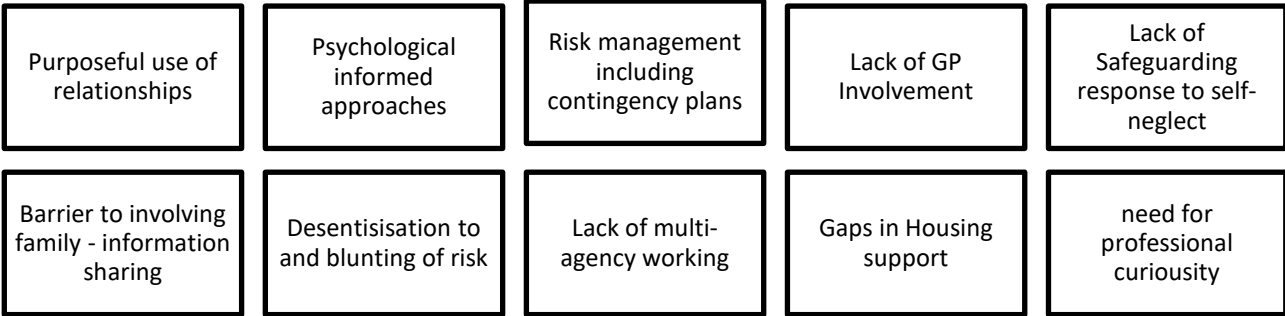 Purposeful use of
relationships
Psychological
informed
approaches
Risk management
including
contingency plans
Lack of GP
Involvement
Lack of
Safeguarding
response to self-
neglect
Barrier to involving
family - information
sharing
Desentisisation to
and blunting of risk
Lack of multi-
agency working
Gaps in Housing
support
need for
professional
curiousity